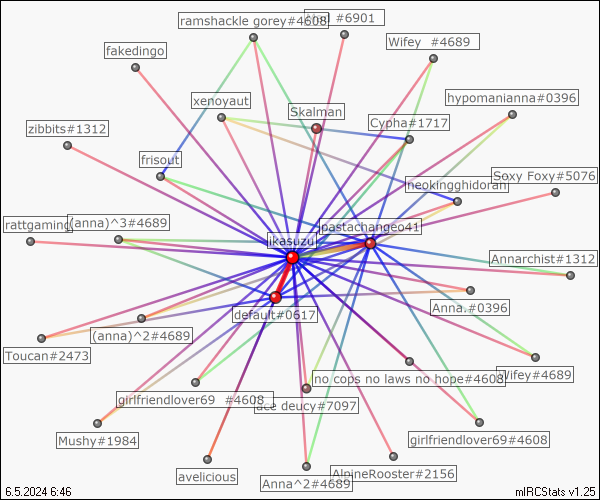 ramshackle gorey#4608
#6901
Wifey  #4689
fakedingo
hypomanianna#0396
xenoyaut
Skalman
Cypha#1717
zibbits#1312
frisout
neokingghidorah
Soxy Foxy#5076
rattgaming
(anna)^3#4689
pastachangeo41
ikasuzu
Annarchist#1312
Anna.#0396
default#0617
(anna)^2#4689
Toucan#2473
no cops no laws no hope#4608
Wifey#4689
girlfriendlover69  #4608
ace deucy#7097
Mushy#1984
girlfriendlover69#4608
avelicious
AlpineRooster#2156
Anna^2#4689
6.5.2024 6:46
mIRCStats v1.25